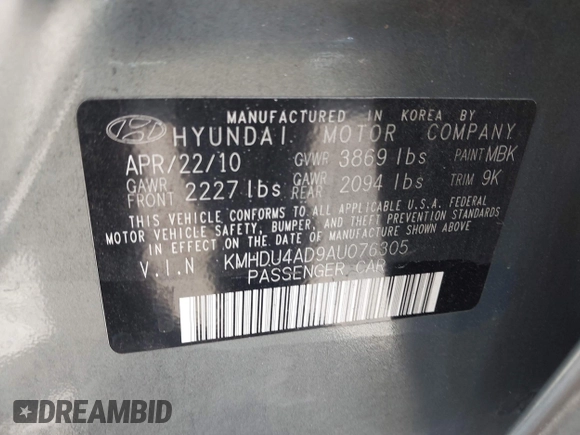 MANUFACTURED IN KOREA BY
HYUNDAI MOTOR COMPANY
APR/22/10 GVWR 3869 lbs PAINT MBK
GAWR FRONT 2227 lbs GAWR REAR 2094 lbs TRIM 9K
THIS VEHICLE CONFORMS TO ALL APPLICABLE U.S.A. FEDERAL
MOTOR VEHICLE SAFETY, BUMPER, AND THEFT PREVENTION STANDARDS
IN EFFECT ON THE DATE OF MANUFACTURE SHOWN ABOVE.
V.I.N KMHDU4AD9AU076305
PASSENGER CAR
DREAMBID